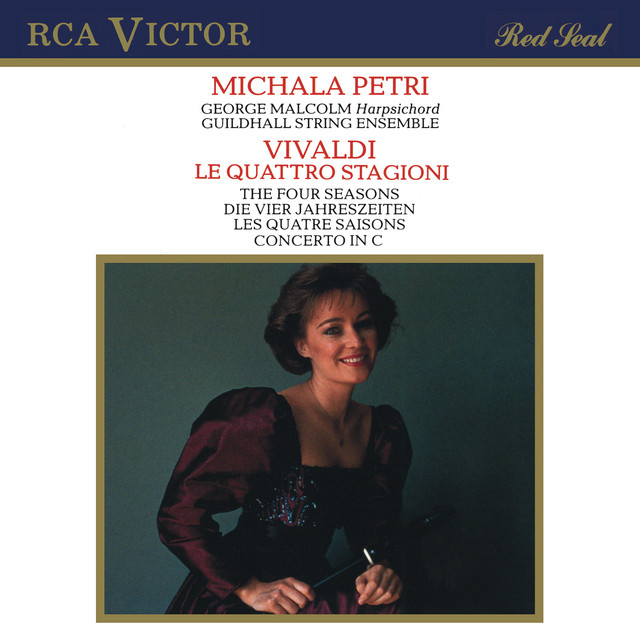 RCA VICTOR
Red Seal
MICHALA PETRI
GEORGE MALCOLM Harpsichord
GUILDHALL STRING ENSEMBLE
VIVALDI
LE QUATTRO STAGIONI
THE FOUR SEASONS
DIE VIER JAHRESZEITEN
LES QUATRE SAISONS
CONCERTO IN C